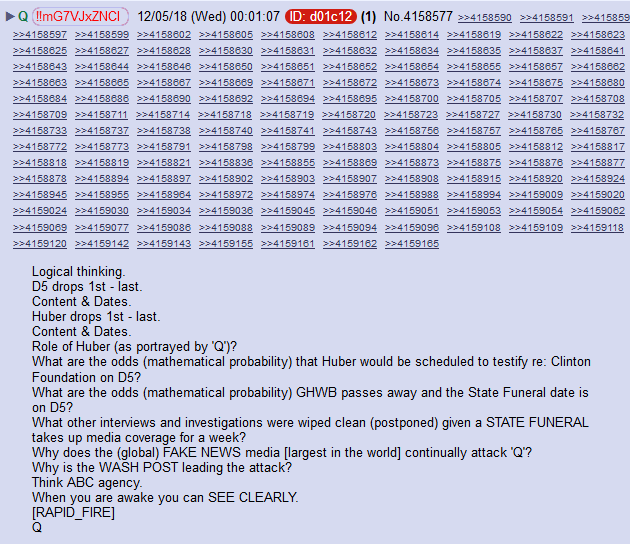 ▶ Q !!mG7VJxZNCI 12/05/18 (Wed) 00:01:07 ID: d01c12 (1) No.4158577 >>4158590 >>4158591 >>415859
>>4158597 >>4158599 >>4158602 >>4158605 >>4158608 >>4158612 >>4158614 >>4158619 >>4158622 >>4158623
>>4158625 >>4158627 >>4158628 >>4158630 >>4158631 >>4158632 >>4158634 >>4158635 >>4158637 >>4158641
>>4158643 >>4158644 >>4158646 >>4158650 >>4158651 >>4158652 >>4158654 >>4158655 >>4158657 >>4158662
>>4158663 >>4158665 >>4158667 >>4158669 >>4158671 >>4158672 >>4158673 >>4158674 >>4158675 >>4158680
>>4158684 >>4158686 >>4158690 >>4158692 >>4158694 >>4158695 >>4158700 >>4158705 >>4158707 >>4158708
>>4158709 >>4158711 >>4158714 >>4158718 >>4158719 >>4158720 >>4158723 >>4158727 >>4158730 >>4158732
>>4158733 >>4158737 >>4158738 >>4158740 >>4158741 >>4158743 >>4158756 >>4158757 >>4158765 >>4158767
>>4158772 >>4158773 >>4158791 >>4158798 >>4158799 >>4158803 >>4158804 >>4158805 >>4158812 >>4158817
>>4158818 >>4158819 >>4158821 >>4158836 >>4158855 >>4158869 >>4158873 >>4158875 >>4158876 >>4158877
>>4158878 >>4158894 >>4158897 >>4158902 >>4158903 >>4158907 >>4158908 >>4158915 >>4158920 >>4158924
>>4158945 >>4158955 >>4158964 >>4158972 >>4158974 >>4158976 >>4158988 >>4158994 >>4159009 >>4159020
>>4159024 >>4159030 >>4159034 >>4159036 >>4159045 >>4159046 >>4159051 >>4159053 >>4159054 >>4159062
>>4159069 >>4159077 >>4159086 >>4159088 >>4159089 >>4159094 >>4159096 >>4159108 >>4159109 >>4159118
>>4159120 >>4159142 >>4159143 >>4159155 >>4159161 >>4159162 >>4159165
Logical thinking.
D5 drops 1st - last.
Content & Dates.
Huber drops 1st - last.
Content & Dates.
Role of Huber (as portrayed by 'Q')?
What are the odds (mathematical probability) that Huber would be scheduled to testify re: Clinton
Foundation on D5?
What are the odds (mathematical probability) GHWB passes away and the State Funeral date is
on D5?
What other interviews and investigations were wiped clean (postponed) given a STATE FUNERAL
takes up media coverage for a week?
Why does the (global) FAKE NEWS media [largest in the world] continually attack 'Q'?
Why is the WASH POST leading the attack?
Think ABC agency.
When you are awake you can SEE CLEARLY.
[RAPID_FIRE]
Q